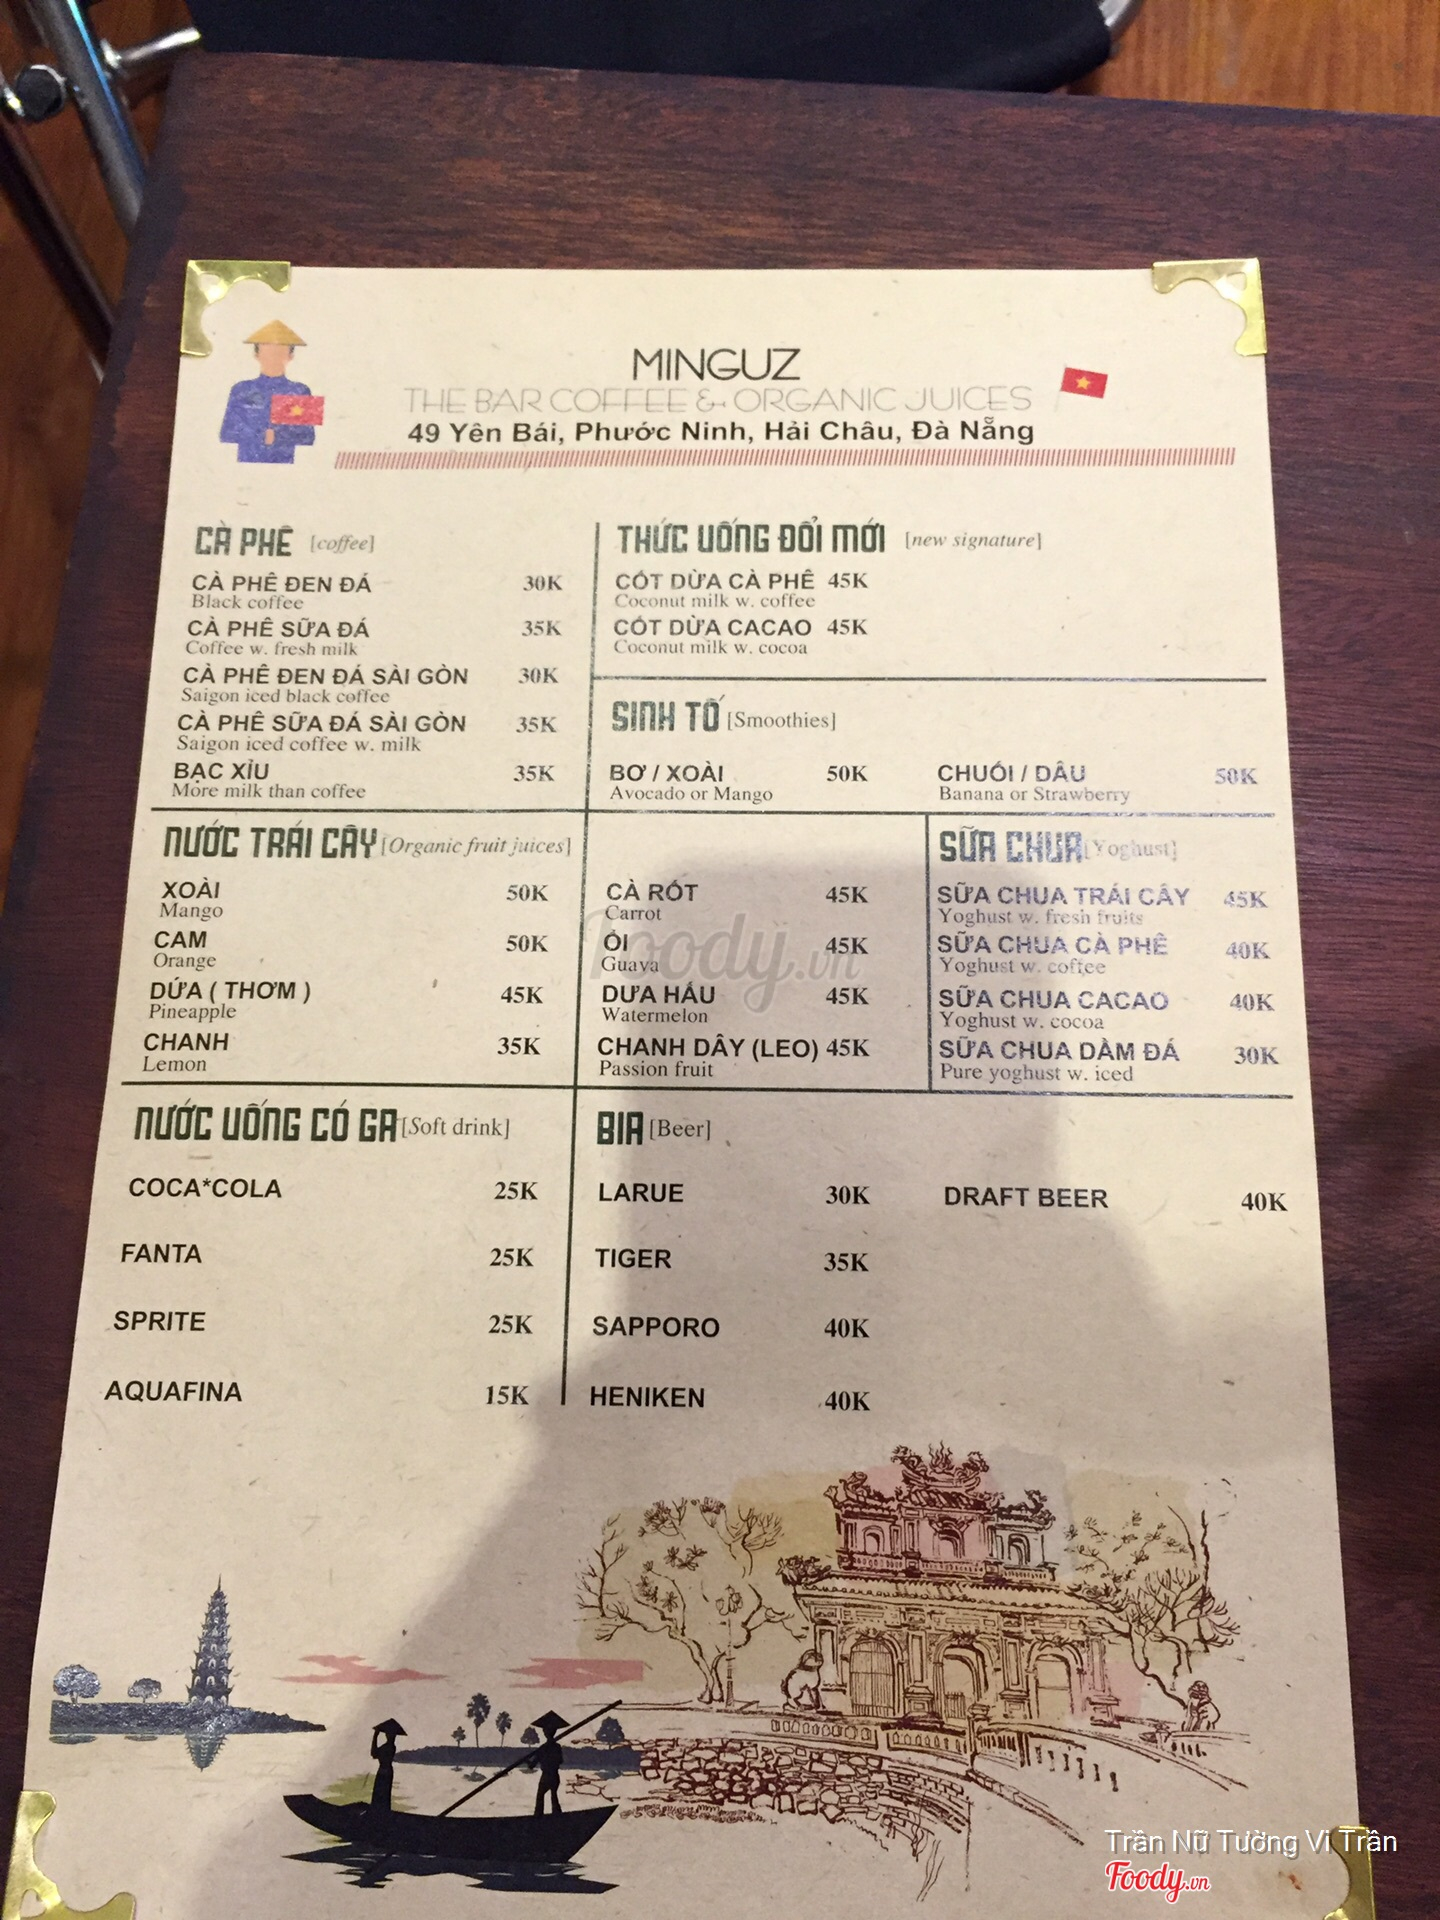 MINGUZ
THE BAR COFFEE & ORGANIC JUICES
49 Yên Bái, Phước Ninh, Hải Châu, Đà Nẵng
CÀ PHÊ [coffee]
CÀ PHÊ ĐEN ĐÁ 30K
Black coffee
CÀ PHÊ SỮA ĐÁ 35K
Coffee w. fresh milk
CÀ PHÊ ĐEN ĐÁ SÀI GÒN 30K
Saigon iced black coffee
CÀ PHÊ SỮA ĐÁ SÀI GÒN 35K
Saigon iced coffee w. milk
BẠC XỈU 35K
More milk than coffee
THỨC UỐNG ĐỔI MỚI [new signature]
CỐT DỪA CÀ PHÊ 45K
Coconut milk w. coffee
CỐT DỪA CACAO 45K
Coconut milk w. cocoa
SINH TỐ [Smoothies]
BƠ / XOÀI 50K
Avocado or Mango
CHUỐI / DÂU 50K
Banana or Strawberry
NƯỚC TRÁI CÂY [Organic fruit juices]
XOÀI 50K
Mango
CAM 50K
Orange
DỨA ( THƠM ) 45K
Pineapple
CHANH 35K
Lemon
CÀ RỐT 45K
Carrot
ỔI 45K
Guava
DƯA HẤU 45K
Watermelon
CHANH DÂY (LEO) 45K
Passion fruit
SỮA CHUA [Yoghust]
SỮA CHUA TRÁI CÂY 45K
Yoghust w. fresh fruits
SỮA CHUA CÀ PHÊ 40K
Yoghust w. coffee
SỮA CHUA CACAO 40K
Yoghust w. cocoa
SỮA CHUA DẦM ĐÁ 30K
Pure yoghust w. iced
NƯỚC UỐNG CÓ GA [Soft drink]
COCA*COLA 25K
FANTA 25K
SPRITE 25K
AQUAFINA 15K
BIA [Beer]
LARUE 30K
TIGER 35K
SAPPORO 40K
HENIKEN 40K
DRAFT BEER 40K
foody.vn
Trần Nữ Tường Vi Trần
Foody.vn